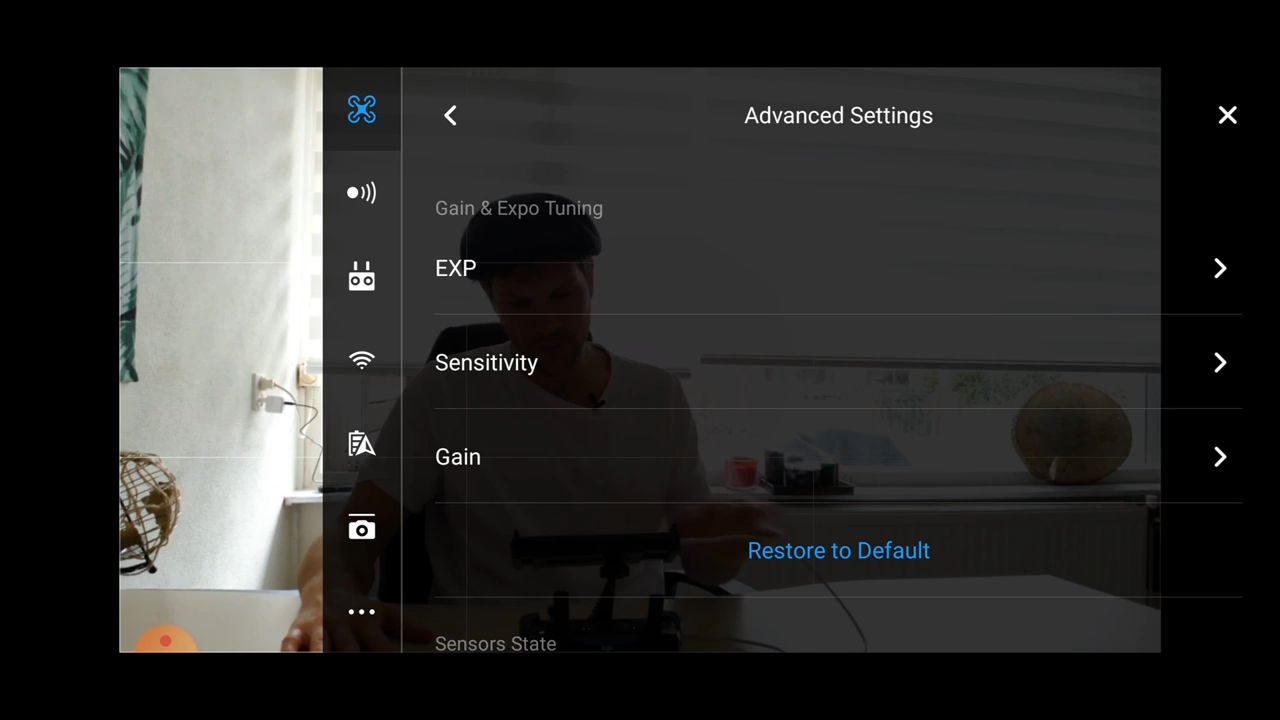 Advanced Settings
Gain & Expo Tuning
EXP
Sensitivity
Gain
Restore to Default
Sensors State